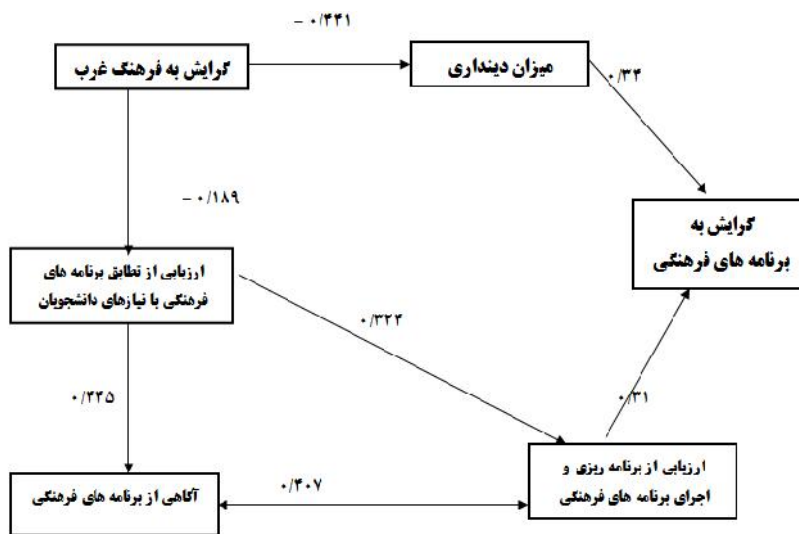 - ۰/۴۴۱
گرایش به فرهنگ غرب
میزان دینداری
۰/۳۴
- ۰/۱۸۹
گرایش به
برنامه های فرهنگی
ارزیابی از تطابق برنامه های
فرهنگی با نیازهای دانشجویان
۰/۳۲۴
۰/۴۴۵
۰/۳۱
ارزیابی از برنامه ریزی و
اجرای برنامه های فرهنگی
۰/۴۰۷
آگاهی از برنامه های فرهنگی